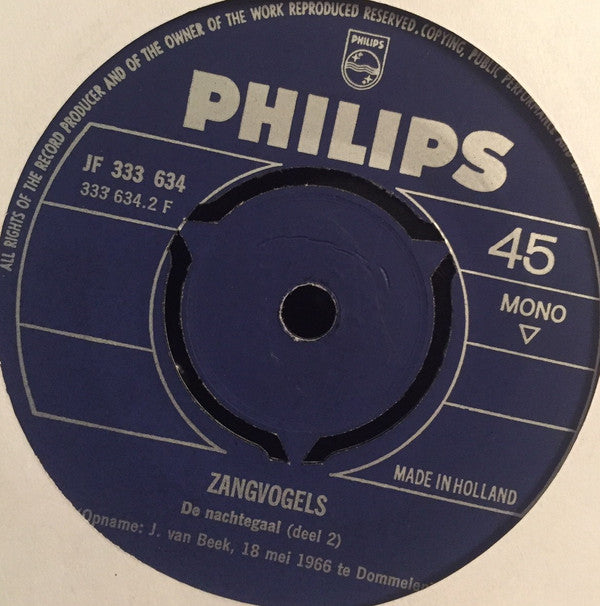 ALL RIGHTS OF THE RECORD PRODUCER AND OF THE OWNER OF THE WORK REPRODUCED RESERVED. COPYING, PUBLIC PERFORMANCE AND
PHILIPS
PHILIPS
JF 333 634
333 634.2 F
45
MONO
MADE IN HOLLAND
ZANGVOGELS
De nachtegaal (deel 2)
(Opname: J. van Beek, 18 mei 1966 te